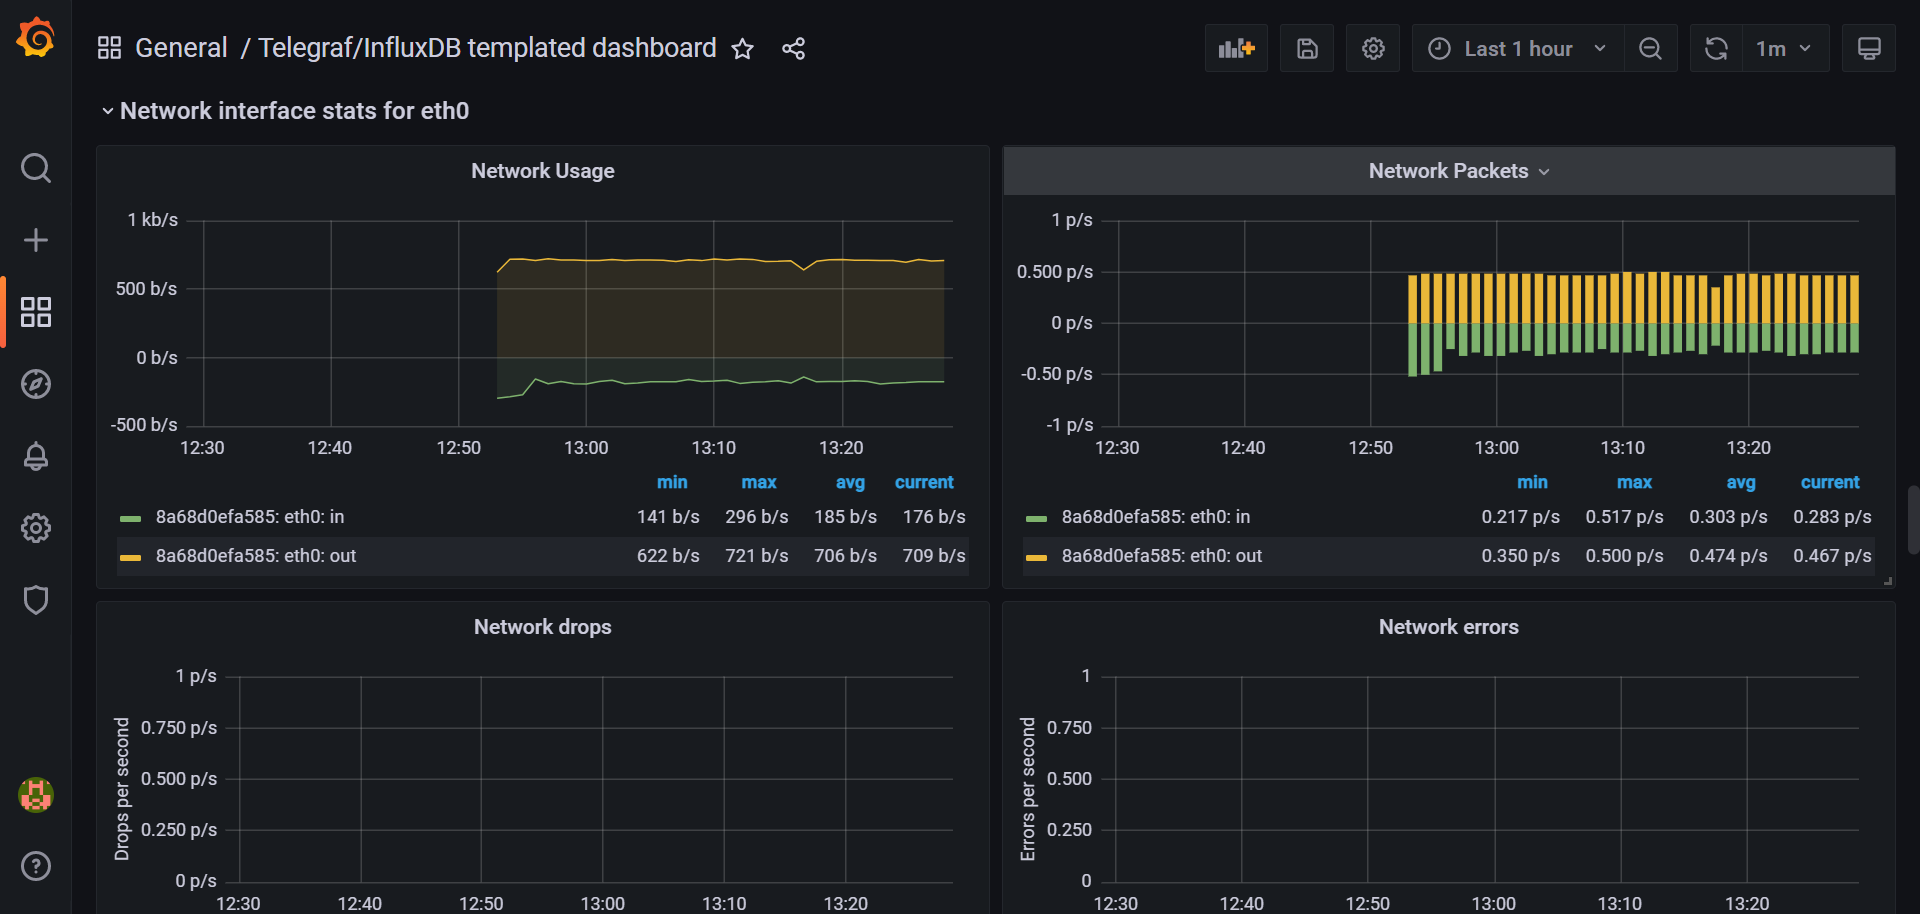 General / Telegraf/InfluxDB templated dashboard
Last 1 hour
1m
Network interface stats for eth0
Network Usage
1 kb/s
500 b/s
0 b/s
-500 b/s
12:30 12:40 12:50 13:00 13:10 13:20
min max avg current
8a68d0efa585: eth0: in 141 b/s 296 b/s 185 b/s 176 b/s
8a68d0efa585: eth0: out 622 b/s 721 b/s 706 b/s 709 b/s
Network Packets
1 p/s
0.500 p/s
0 p/s
-0.50 p/s
-1 p/s
12:30 12:40 12:50 13:00 13:10 13:20
min max avg current
8a68d0efa585: eth0: in 0.217 p/s 0.517 p/s 0.303 p/s 0.283 p/s
8a68d0efa585: eth0: out 0.350 p/s 0.500 p/s 0.474 p/s 0.467 p/s
Network drops
Drops per second
1 p/s
0.750 p/s
0.500 p/s
0.250 p/s
0 p/s
12:30 12:40 12:50 13:00 13:10 13:20
Network errors
Errors per second
1
0.750
0.500
0.250
0
12:30 12:40 12:50 13:00 13:10 13:20